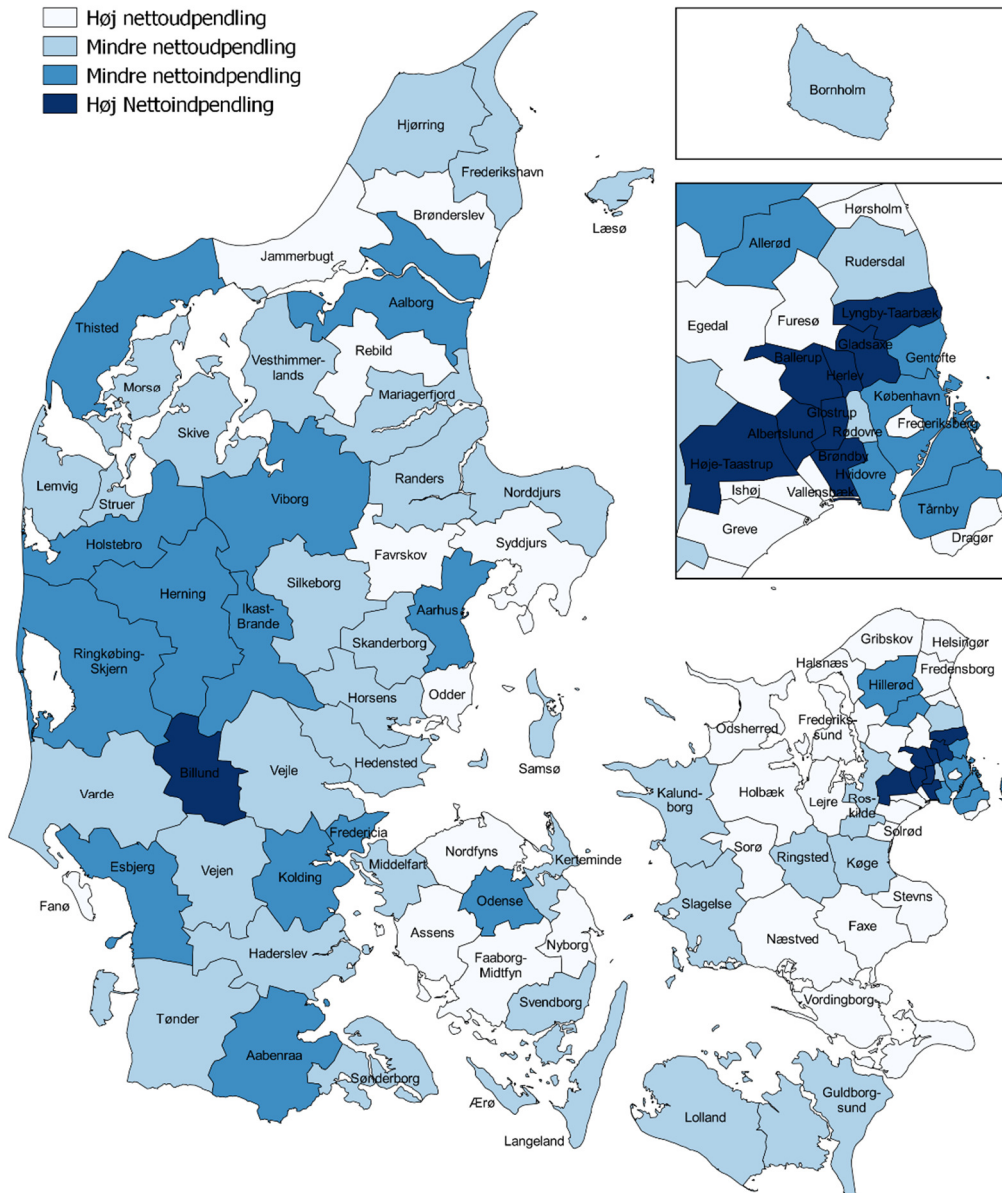 Høj nettoudpendling
Mindre nettoudpendling
Mindre nettoindpendling
Høj Nettoindpendling
Bornholm
Hjørring
Frederikshavn
Brønderslev
Læsø
Jammerbugt
Aalborg
Thisted
Rebild
Vesthimmer-
lands
Morsø
Mariagerfjord
Skive
Lemvig
Struer
Viborg
Randers
Norddjurs
Holstebro
Favrskov
Syddjurs
Herning
Silkeborg
Ikast-
Brande
Aarhus
Skanderborg
Ringkøbing-
Skjern
Horsens
Odder
Hedensted
Samsø
Billund
Vejle
Varde
Fredericia
Esbjerg
Vejen
Kolding
Middelfart
Nordfyns
Kerteminde
Fanø
Odense
Assens
Nyborg
Faaborg-
Midtfyn
Haderslev
Svendborg
Tønder
Aabenraa
Sønderborg
Ærø
Langeland
Hørsholm
Allerød
Rudersdal
Egedal
Furesø
Lyngby-Taarbæk
Gladsaxe
Ballerup
Gentofte
Herlev
København
Glostrup
Frederiksberg
Albertslund
Rødovre
Brøndby
Høje-Taastrup
Hvidovre
Ishøj
Vallensbæk
Tårnby
Greve
Dragør
Gribskov
Helsingør
Halsnæs
Fredensborg
Hillerød
Odsherred
Frederiks-
sund
Kalund-
borg
Holbæk
Lejre
Ros-
kilde
Solrød
Sorø
Ringsted
Køge
Slagelse
Stevns
Næstved
Faxe
Vordingborg
Guldborg-
sund
Lolland